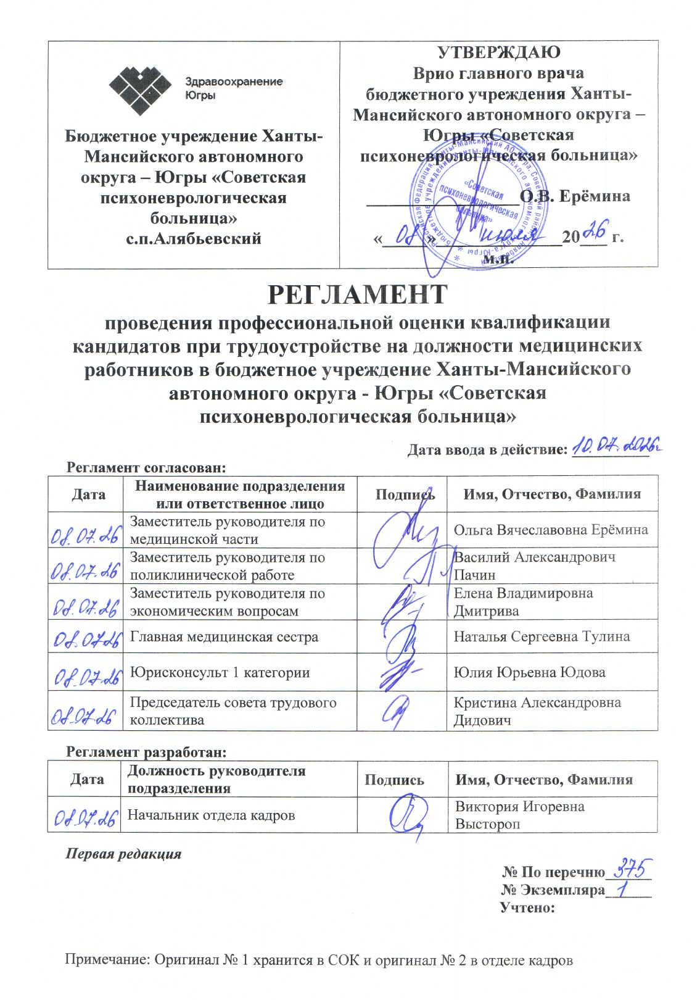 Здравоохранение
Югры
Бюджетное учреждение Ханты-
Мансийского автономного
округа – Югры «Советская
психоневрологическая
больница»
с.п.Алябьевский
УТВЕРЖДАЮ
Врио главного врача
бюджетного учреждения Ханты-
Мансийского автономного округа –
Югры «Советская
психоневрологическая больница»
О.В. Ерёмина
« 08 » июля 2026 г.
м.п.
«Советская
психоневрологическая
больница»
РЕГЛАМЕНТ
проведения профессиональной оценки квалификации
кандидатов при трудоустройстве на должности медицинских
работников в бюджетное учреждение Ханты-Мансийского
автономного округа - Югры «Советская
психоневрологическая больница»
Дата ввода в действие: 10.07.2026г
Регламент согласован:
Дата Наименование подразделения или ответственное лицо Подпись Имя, Отчество, Фамилия
08.07.26 Заместитель руководителя по медицинской части Ольга Вячеславовна Ерёмина
08.07.26 Заместитель руководителя по поликлинической работе Василий Александрович Пачин
08.07.26 Заместитель руководителя по экономическим вопросам Елена Владимировна Дмитрива
08.07.26 Главная медицинская сестра Наталья Сергеевна Тулина
08.07.26 Юрисконсульт 1 категории Юлия Юрьевна Юдова
08.07.26 Председатель совета трудового коллектива Кристина Александровна Дидович
Регламент разработан:
Дата Должность руководителя подразделения Подпись Имя, Отчество, Фамилия
08.07.26 Начальник отдела кадров Виктория Игоревна Выстороп
Первая редакция
№ По перечню 375
№ Экземпляра 1
Учтено:
Примечание: Оригинал № 1 хранится в СОК и оригинал № 2 в отделе кадров